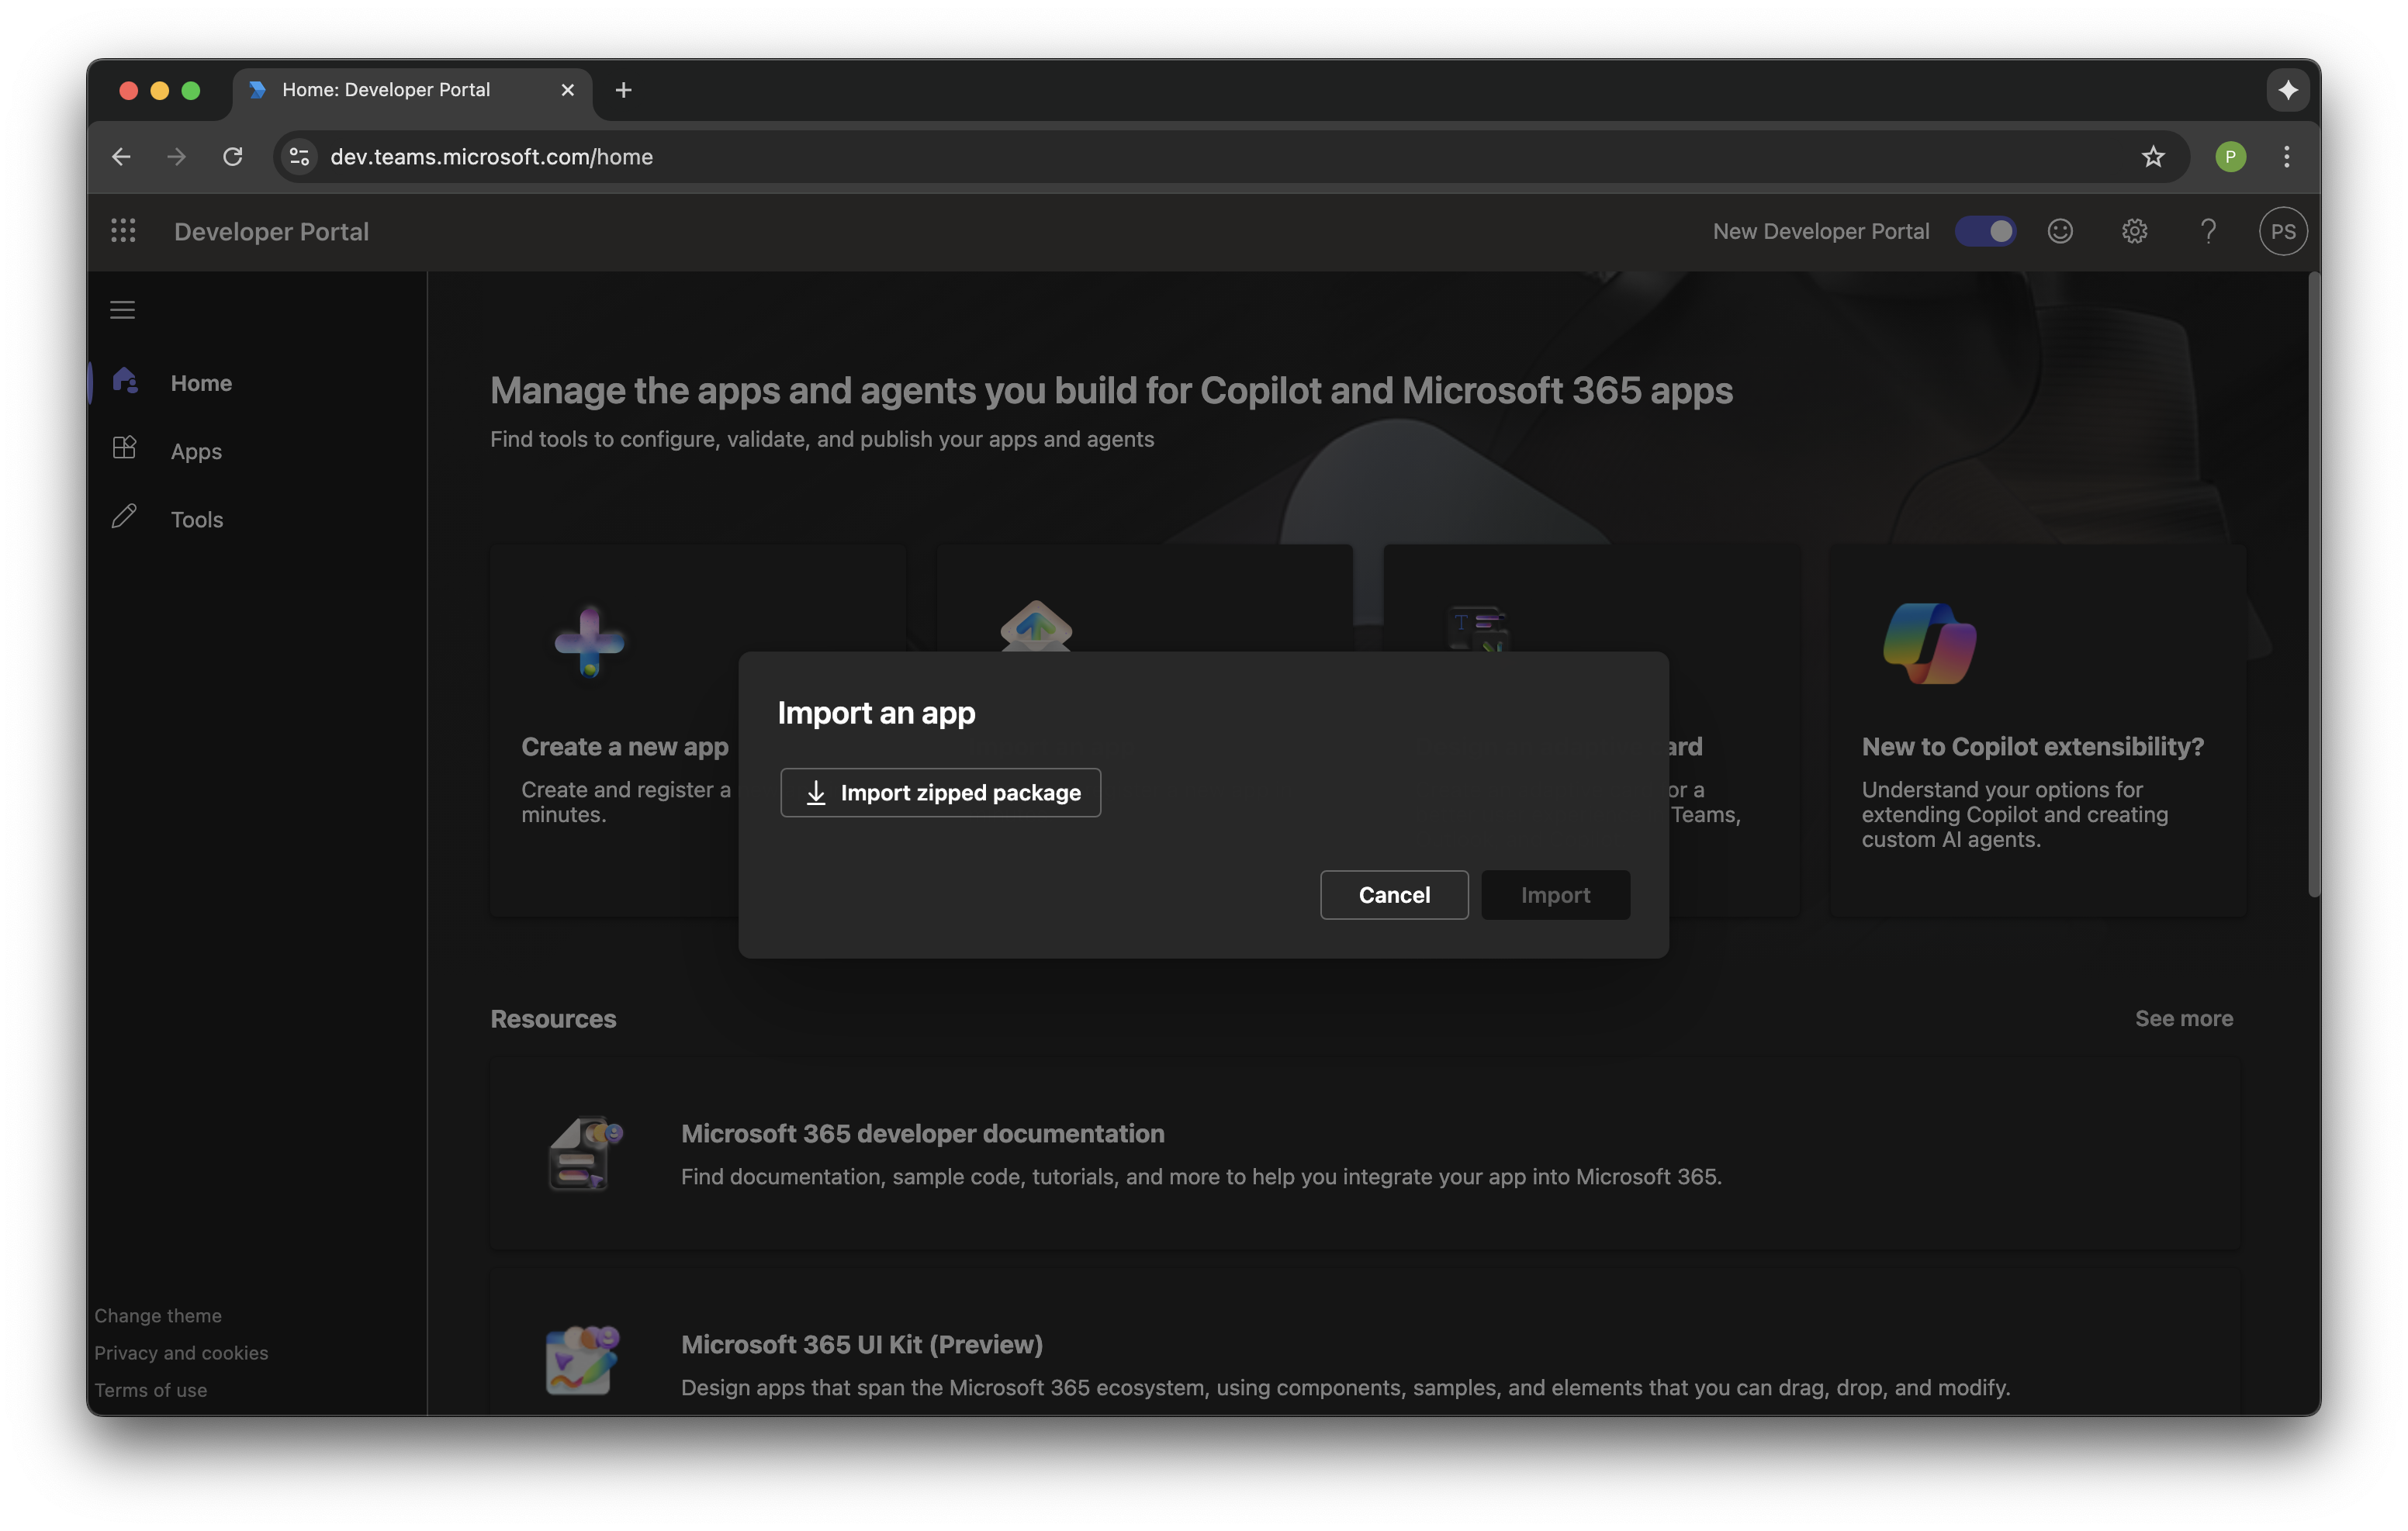 Home: Developer Portal
dev.teams.microsoft.com/home
P
Developer Portal
New Developer Portal
PS
Home
Apps
Tools
Manage the apps and agents you build for Copilot and Microsoft 365 apps
Find tools to configure, validate, and publish your apps and agents
Create a new app
Create and register a
minutes.
Import an app
Import zipped package
Cancel
Import
or a
Teams,
New to Copilot extensibility?
Understand your options for
extending Copilot and creating
custom AI agents.
Resources
See more
Microsoft 365 developer documentation
Find documentation, sample code, tutorials, and more to help you integrate your app into Microsoft 365.
Microsoft 365 UI Kit (Preview)
Design apps that span the Microsoft 365 ecosystem, using components, samples, and elements that you can drag, drop, and modify.
Change theme
Privacy and cookies
Terms of use